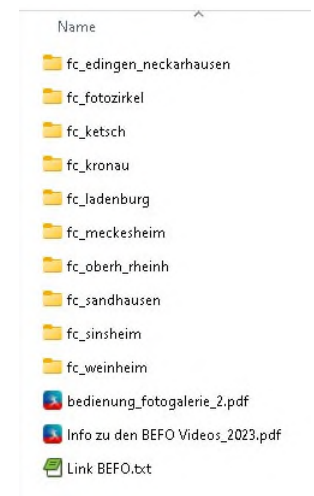 Name
fc_edingen_neckarhausen
fc_fotozirkel
fc_ketsch
fc_kronau
fc_ladenburg
fc_meckesheim
fc_oberh_rheinh
fc_sandhausen
fc_sinsheim
fc_weinheim
bedienung_fotogalerie_2.pdf
Info zu den BEFO Videos_2023.pdf
Link BEFO.txt